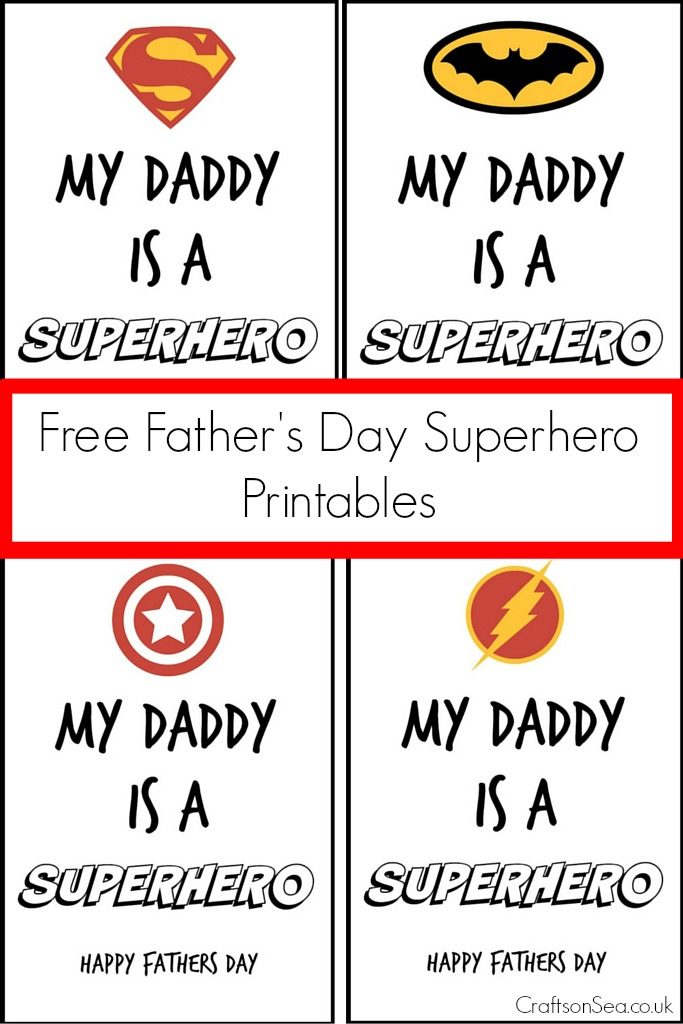 MY DADDY
IS A
SUPERHERO
MY DADDY
IS A
SUPERHERO
Free Father's Day Superhero
Printables
MY DADDY
IS A
SUPERHERO
HAPPY FATHERS DAY
MY DADDY
IS A
SUPERHERO
HAPPY FATHERS DAY
CraftsonSea.co.uk